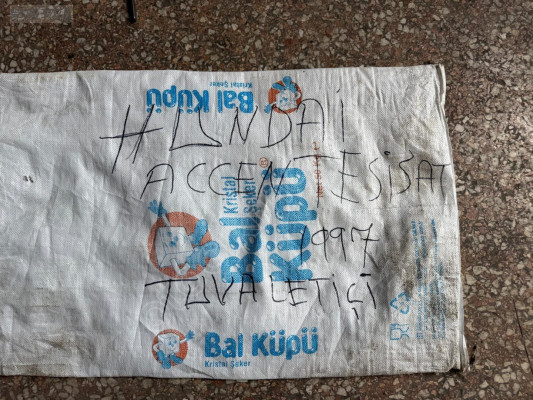 Bal Küpü
Kristal Şeker
HUNDAİ
ACCENT TESİSAT
Kristal
Şeker
Bal
Küpü
1997
TUVALETİÇİ
Bal Küpü
Kristal Şeker